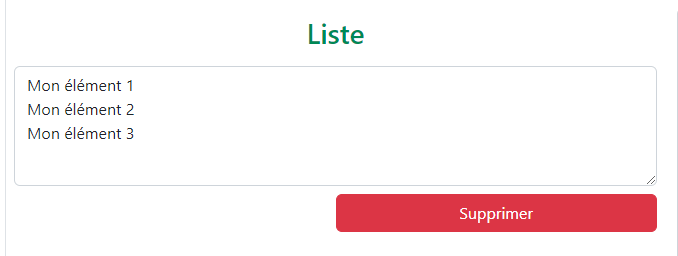 Liste
Mon élément 1
Mon élément 2
Mon élément 3
Supprimer